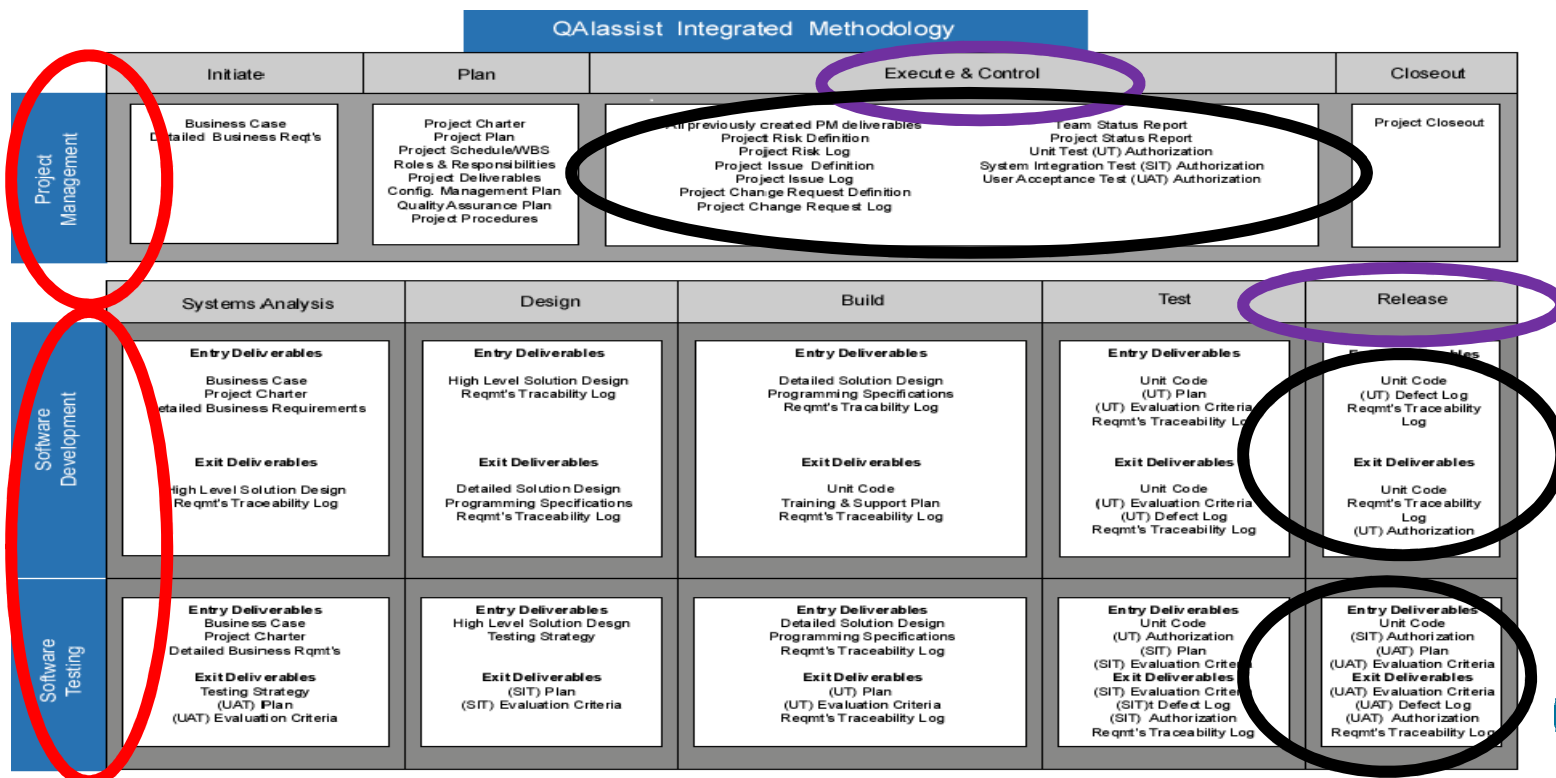 QAIassist Integrated Methodology
Initiate
Plan
Execute & Control
Closeout
Project
Management
Business Case
Detailed Business Reqt's
Project Charter
Project Plan
Project Schedule/WBS
Roles & Responsibilities
Project Deliverables
Config. Management Plan
Quality Assurance Plan
Project Procedures
All previously created PM deliverables
Project Risk Definition
Project Risk Log
Project Issue Definition
Project Issue Log
Project Change Request Definition
Project Change Request Log
Team Status Report
Project Status Report
Unit Test (UT) Authorization
System Integration Test (SIT) Authorization
User Acceptance Test (UAT) Authorization
Project Closeout
Systems Analysis
Design
Build
Test
Release
Software
Development
Entry Deliverables
Business Case
Project Charter
Detailed Business Requirements
Exit Deliverables
High Level Solution Design
Reqmt's Traceability Log
Entry Deliverables
High Level Solution Design
Reqmt's Tracability Log
Exit Deliverables
Detailed Solution Design
Programming Specifications
Reqmt's Traceability Log
Entry Deliverables
Detailed Solution Design
Programming Specifications
Reqmt's Tracability Log
Exit Deliverables
Unit Code
Training & Support Plan
Reqmt's Traceability Log
Entry Deliverables
Unit Code
(UT) Plan
(UT) Evaluation Criteria
Reqmt's Traceability Log
Exit Deliverables
Unit Code
(UT) Evaluation Criteria
(UT) Defect Log
Reqmt's Traceability Log
Entry Deliverables
Unit Code
(UT) Defect Log
Reqmt's Traceability
Log
Exit Deliverables
Unit Code
Reqmt's Traceability
Log
(UT) Authorization
Software
Testing
Entry Deliverables
Business Case
Project Charter
Detailed Business Rqmt's
Exit Deliverables
Testing Strategy
(UAT) Plan
(UAT) Evaluation Criteria
Entry Deliverables
High Level Solution Design
Testing Strategy
Exit Deliverables
(SIT) Plan
(SIT) Evaluation Criteria
Entry Deliverables
Detailed Solution Design
Programming Specifications
Reqmt's Traceability Log
Exit Deliverables
(UT) Plan
(UT) Evaluation Criteria
Reqmt's Traceability Log
Entry Deliverables
Unit Code
(UT) Authorization
(SIT) Plan
(SIT) Evaluation Criteria
Exit Deliverables
(SIT) Evaluation Criteria
(SIT)t Defect Log
(SIT) Authorization
Reqmt's Traceability Log
Entry Deliverables
Unit Code
(SIT) Authorization
(UAT) Plan
(UAT) Evaluation Criteria
Exit Deliverables
(UAT) Evaluation Criteria
(UAT) Defect Log
(UAT) Authorization
Reqmt's Traceability Log